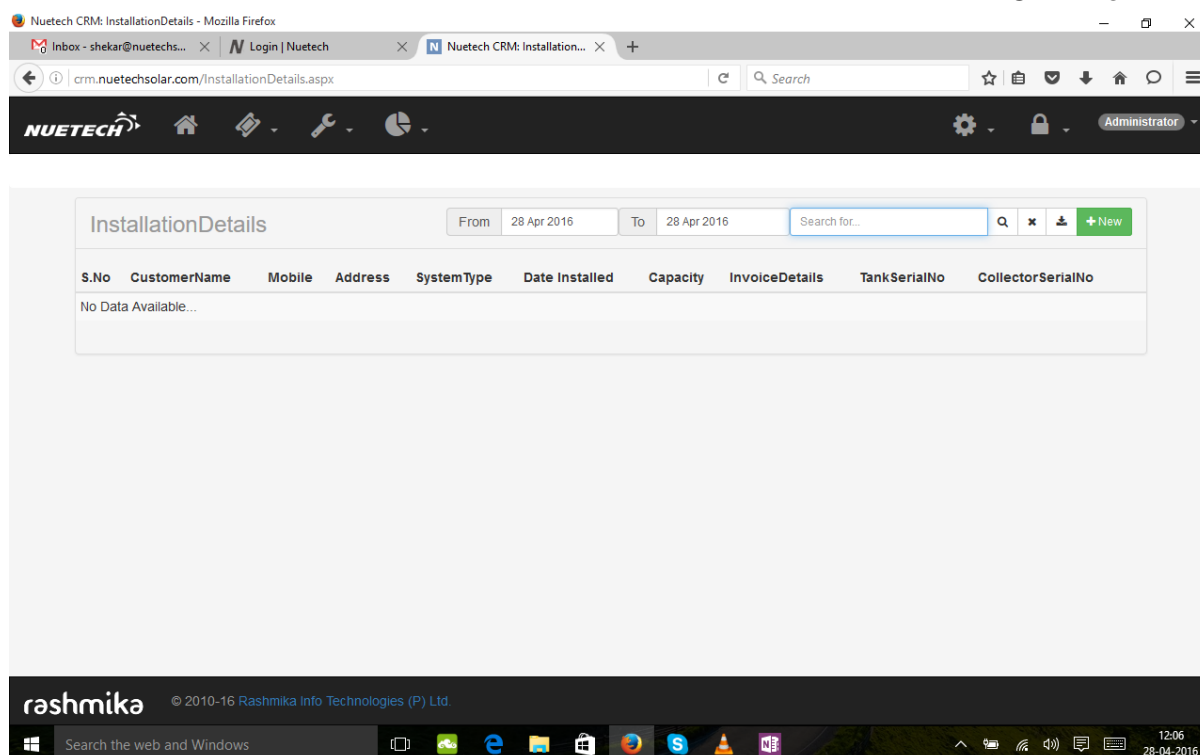 Nuetech CRM: InstallationDetails - Mozilla Firefox
Inbox - shekar@nuetechs... N Login | Nuetech N Nuetech CRM: Installation...
crm.nuetechsolar.com/InstallationDetails.aspx Search
NUETECH Administrator
InstallationDetails From 28 Apr 2016 To 28 Apr 2016 Search for... +New
S.No CustomerName Mobile Address SystemType Date Installed Capacity InvoiceDetails TankSerialNo CollectorSerialNo
No Data Available...
rashmika © 2010-16 Rashmika Info Technologies (P) Ltd.
Search the web and Windows 12:06
28-04-2016